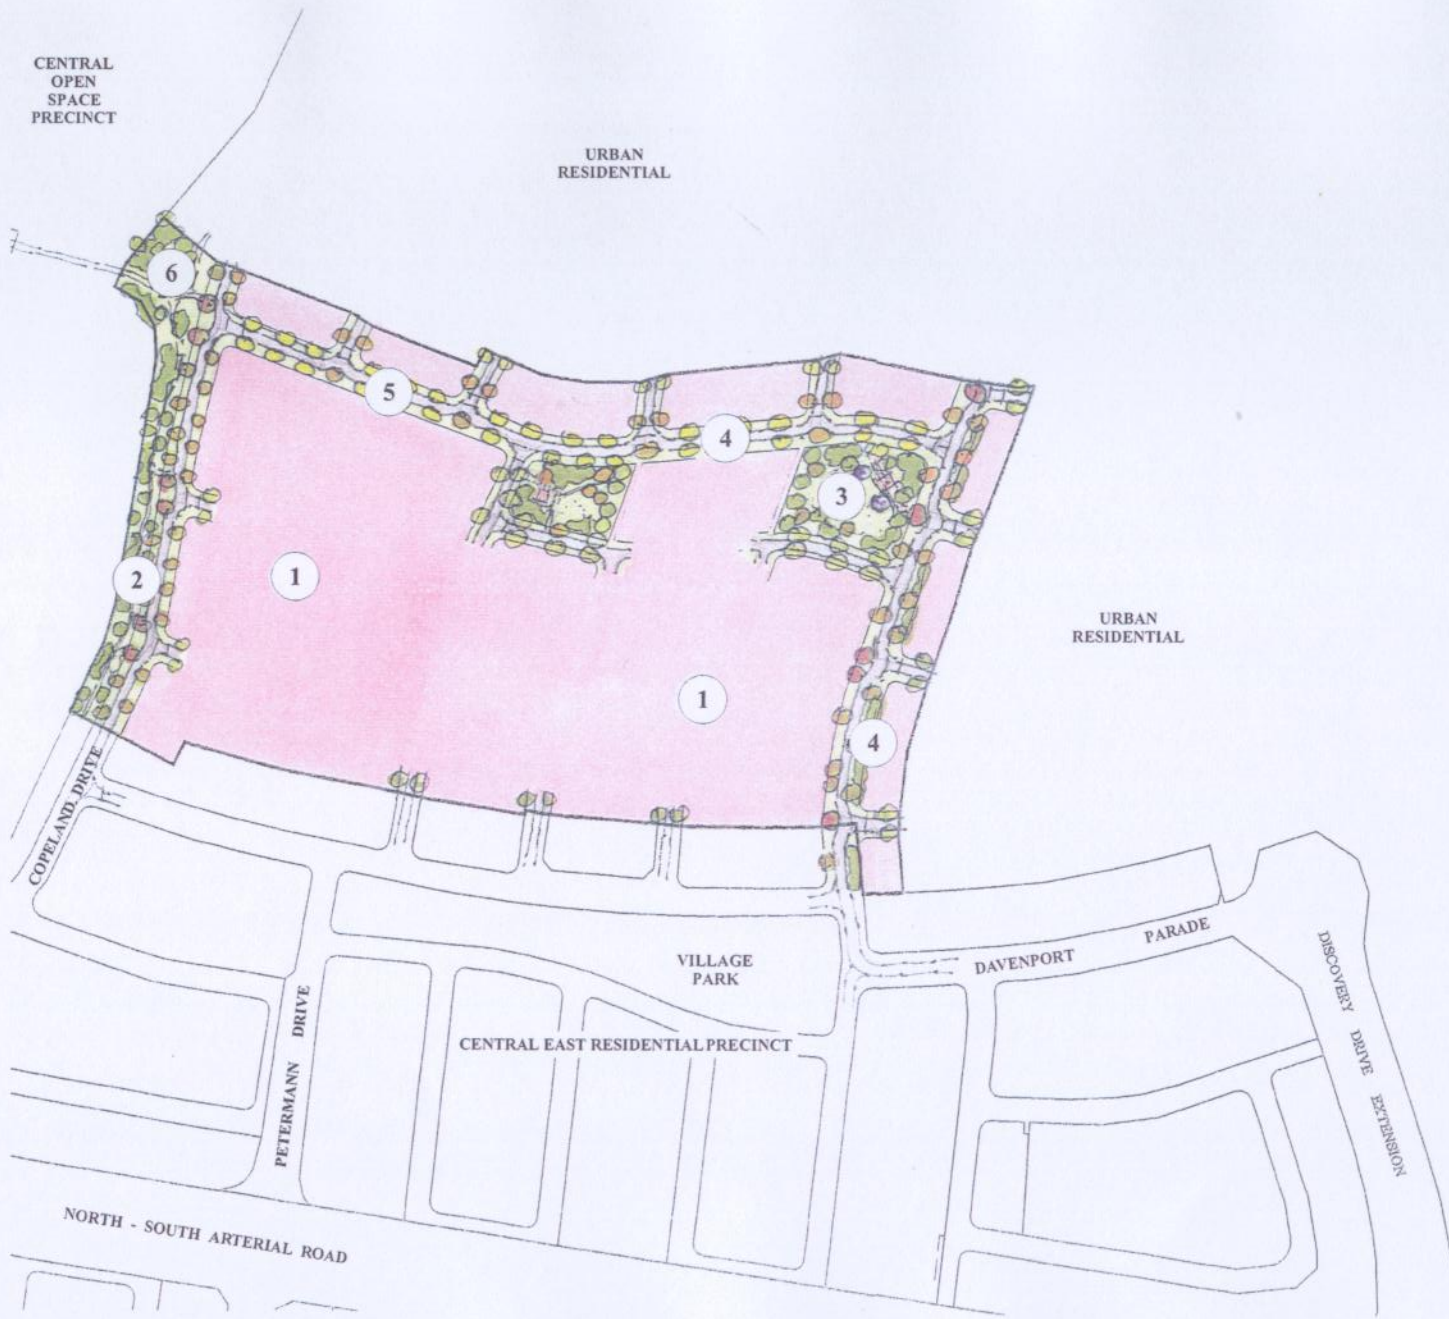 CENTRAL
OPEN
SPACE
PRECINCT
URBAN
RESIDENTIAL
6
5
4
3
2
1
1
4
URBAN
RESIDENTIAL
COPELAND DRIVE
VILLAGE
PARK
DAVENPORT PARADE
DISCOVERY DRIVE EXTENSION
PETERMANN DRIVE
CENTRAL EAST RESIDENTIAL PRECINCT
NORTH - SOUTH ARTERIAL ROAD